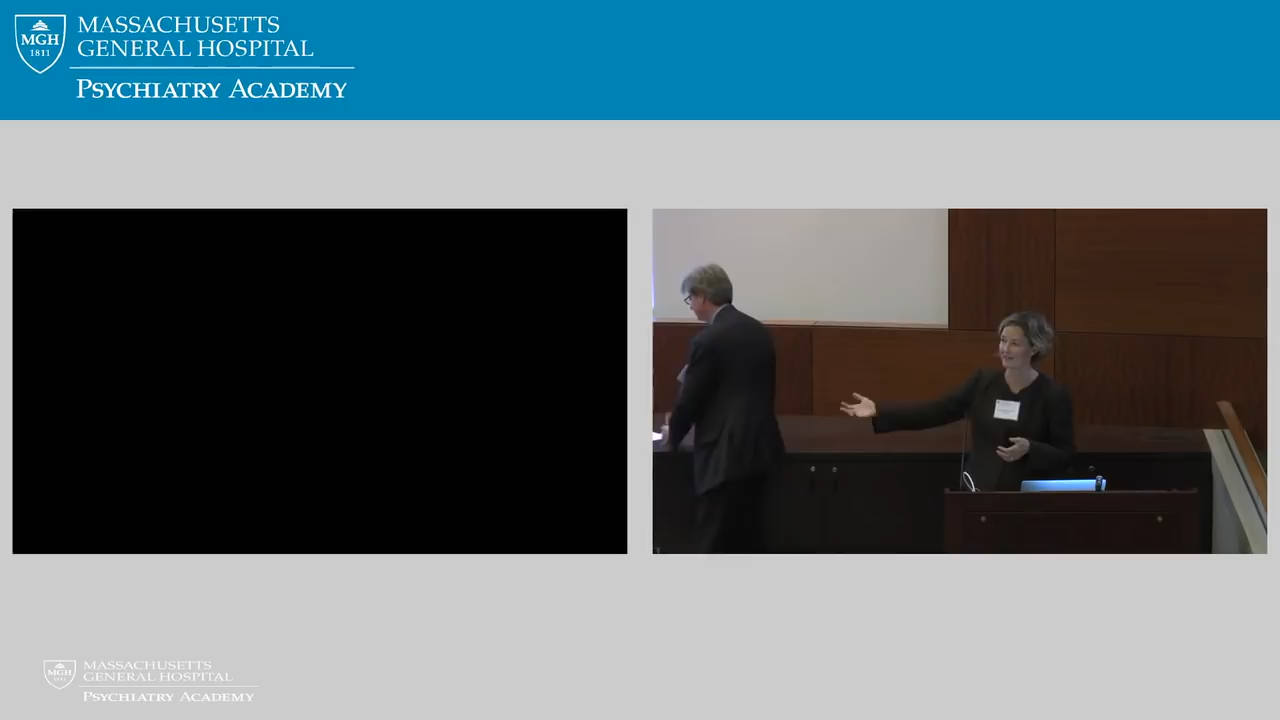 MGH
1811
MASSACHUSETTS
GENERAL HOSPITAL
PSYCHIATRY ACADEMY
MGH
1811
MASSACHUSETTS
GENERAL HOSPITAL
PSYCHIATRY ACADEMY